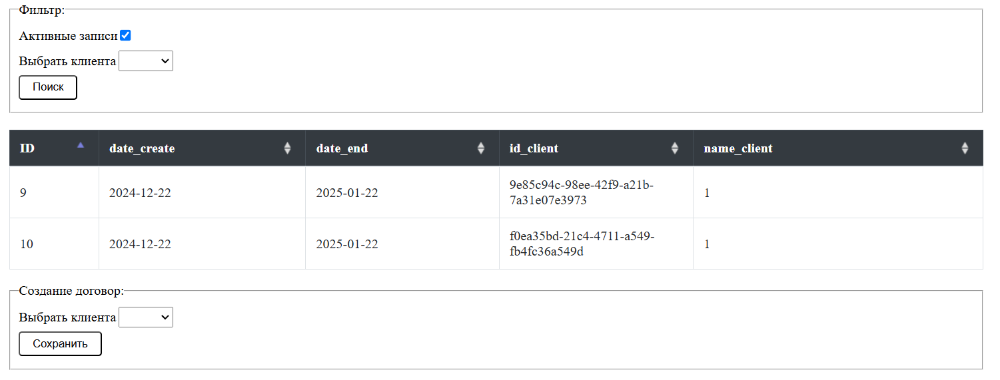 Фильтр:
Активные записи
Выбрать клиента
Поиск
ID date_create date_end id_client name_client
9e85c94c-98ee-42f9-a21b-
9 2024-12-22 2025-01-22 1
7a31e07e3973
f0ea35bd-21c4-4711-a549-
10 2024-12-22 2025-01-22 1
fb4fc36a549d
Создание договор:
Выбрать клиента
Сохранить